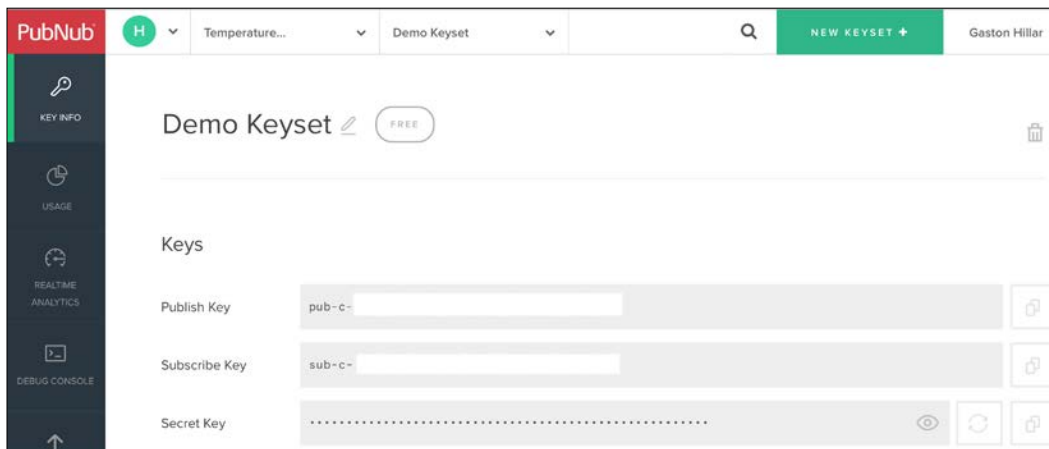 PubNub
H
Temperature...
Demo Keyset
NEW KEYSET +
Gaston Hillar
KEY INFO
Demo Keyset
FREE
USAGE
Keys
REALTIME
ANALYTICS
Publish Key
pub-c-
DEBUG CONSOLE
Subscribe Key
sub-c-
Secret Key
••••••••••••••••••••••••••••••••••••••••••••••••••••••